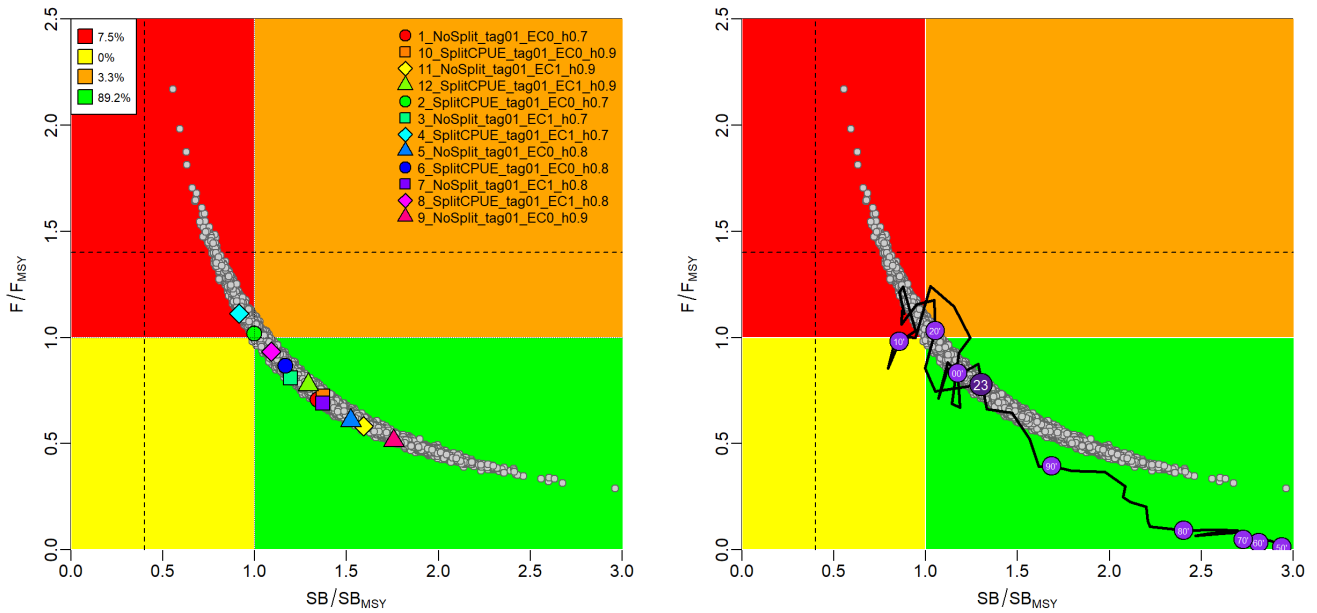 7.5%
0%
3.3%
89.2%
1_NoSplit_tag01_EC0_h0.7
10_SplitCPUE_tag01_EC0_h0.9
11_NoSplit_tag01_EC1_h0.9
12_SplitCPUE_tag01_EC1_h0.9
2_SplitCPUE_tag01_EC0_h0.7
3_NoSplit_tag01_EC1_h0.7
4_SplitCPUE_tag01_EC1_h0.7
5_NoSplit_tag01_EC0_h0.8
6_SplitCPUE_tag01_EC0_h0.8
7_NoSplit_tag01_EC1_h0.8
8_SplitCPUE_tag01_EC1_h0.8
9_NoSplit_tag01_EC0_h0.9
2.5
2.0
1.5
1.0
0.5
0.0
F/FMSY
0.0 0.5 1.0 1.5 2.0 2.5 3.0
SB/SBMSY
2.5
2.0
1.5
1.0
0.5
0.0
F/FMSY
10'
20'
00'
23
90'
80'
70'
60'
50'
0.0 0.5 1.0 1.5 2.0 2.5 3.0
SB/SBMSY